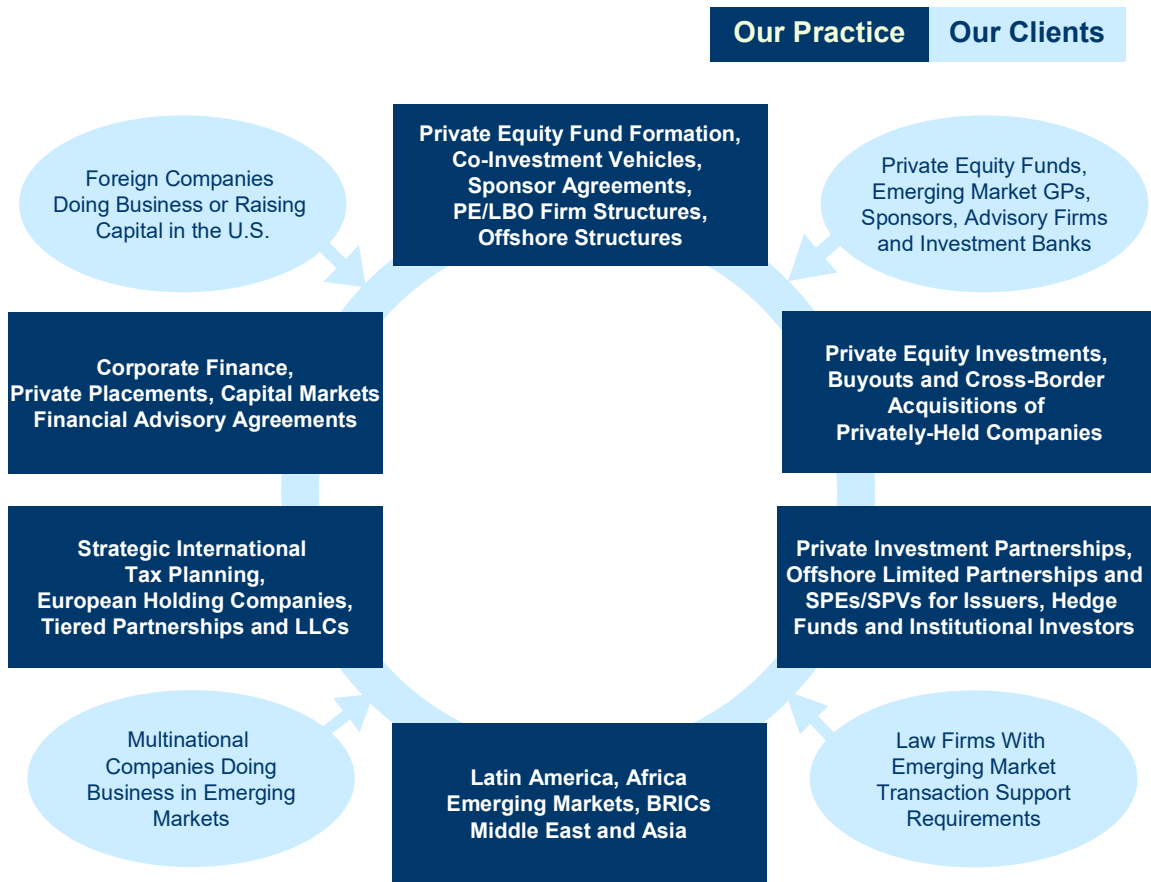 Our Practice
Our Clients
Private Equity Fund Formation,
Co-Investment Vehicles,
Sponsor Agreements,
PE/LBO Firm Structures,
Offshore Structures
Foreign Companies
Doing Business or Raising
Capital in the U.S.
Private Equity Funds,
Emerging Market GPs,
Sponsors, Advisory Firms
and Investment Banks
Corporate Finance,
Private Placements, Capital Markets
Financial Advisory Agreements
Private Equity Investments,
Buyouts and Cross-Border
Acquisitions of
Privately-Held Companies
Strategic International
Tax Planning,
European Holding Companies,
Tiered Partnerships and LLCs
Private Investment Partnerships,
Offshore Limited Partnerships and
SPEs/SPVs for Issuers, Hedge
Funds and Institutional Investors
Multinational
Companies Doing
Business in Emerging
Markets
Latin America, Africa
Emerging Markets, BRICs
Middle East and Asia
Law Firms With
Emerging Market
Transaction Support
Requirements